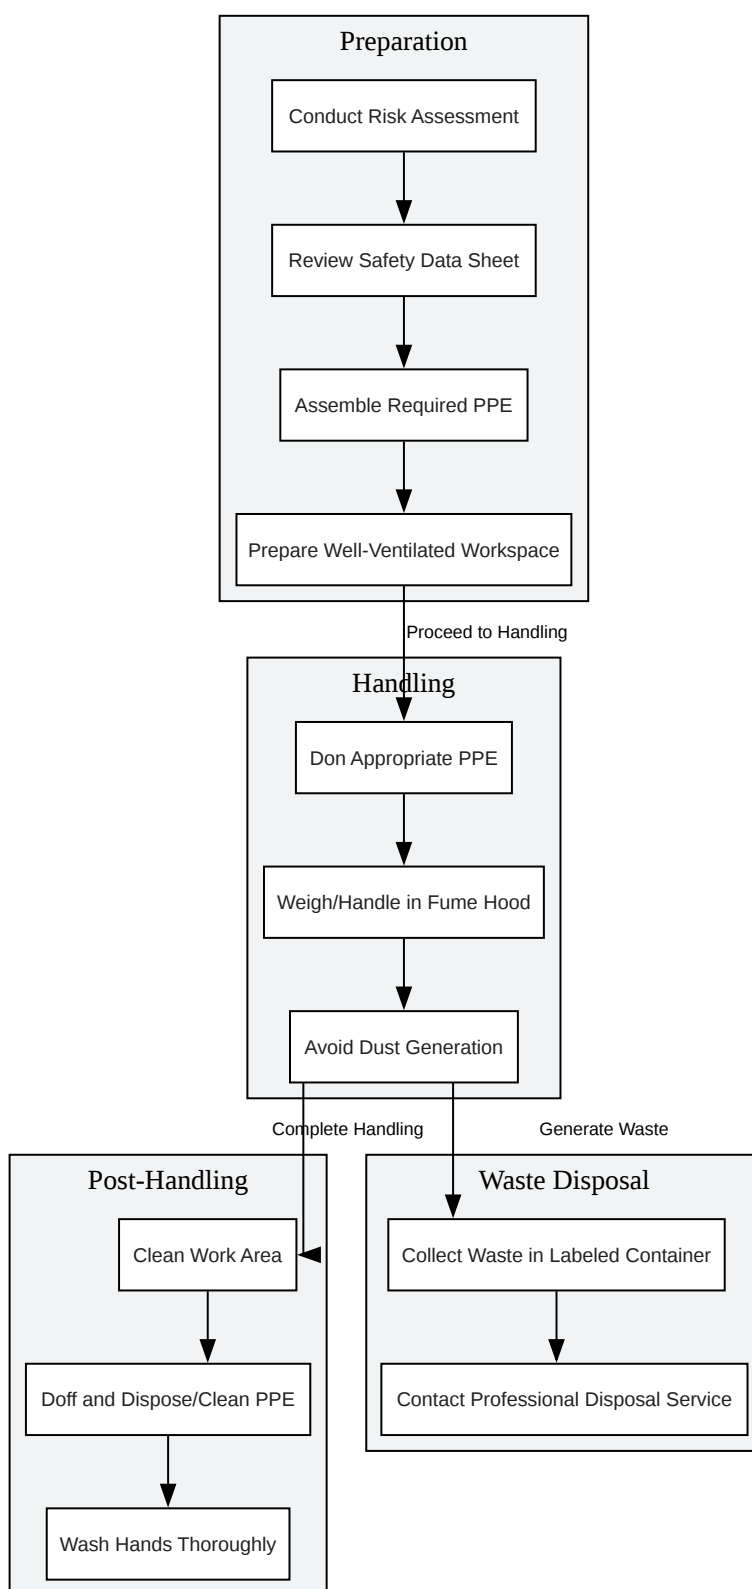 Preparation
Conduct Risk Assessment
Review Safety Data Sheet
Assemble Required PPE
Prepare Well-Ventilated Workspace
Proceed to Handling
Handling
Don Appropriate PPE
Weigh/Handle in Fume Hood
Avoid Dust Generation
Complete Handling
Generate Waste
Post-Handling
Waste Disposal
Clean Work Area
Collect Waste in Labeled Container
Doff and Dispose/Clean PPE
Contact Professional Disposal Service
Wash Hands Thoroughly